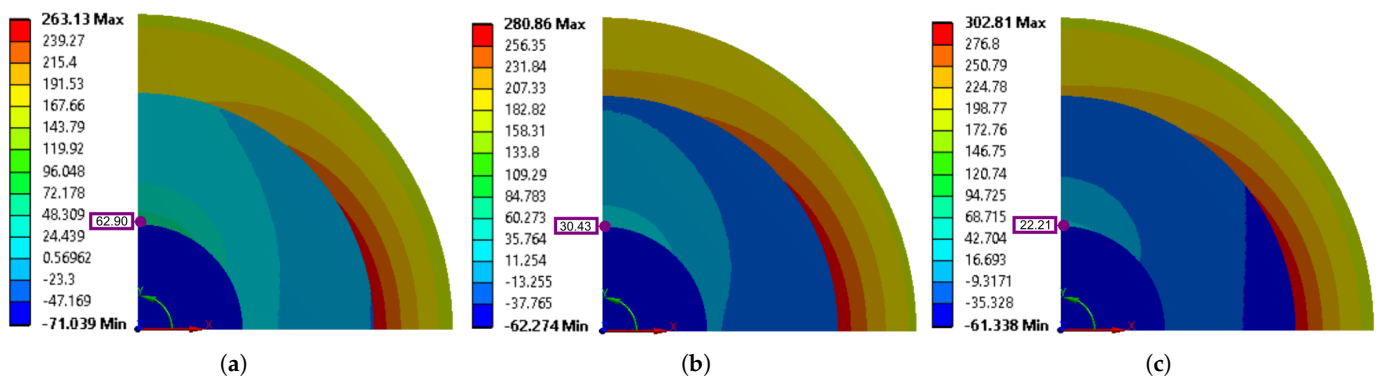 263.13 Max
239.27
215.4
191.53
167.66
143.79
119.92
96.048
72.178
48.309
24.439
0.56962
-23.3
-47.169
-71.039 Min
62.90
Y
X
(a)
280.86 Max
256.35
231.84
207.33
182.82
158.31
133.8
109.29
84.783
60.273
35.764
11.254
-13.255
-37.765
-62.274 Min
30.43
Y
X
(b)
302.81 Max
276.8
250.79
224.78
198.77
172.76
146.75
120.74
94.725
68.715
42.704
16.693
-9.3171
-35.328
-61.338 Min
22.21
Y
X
(c)